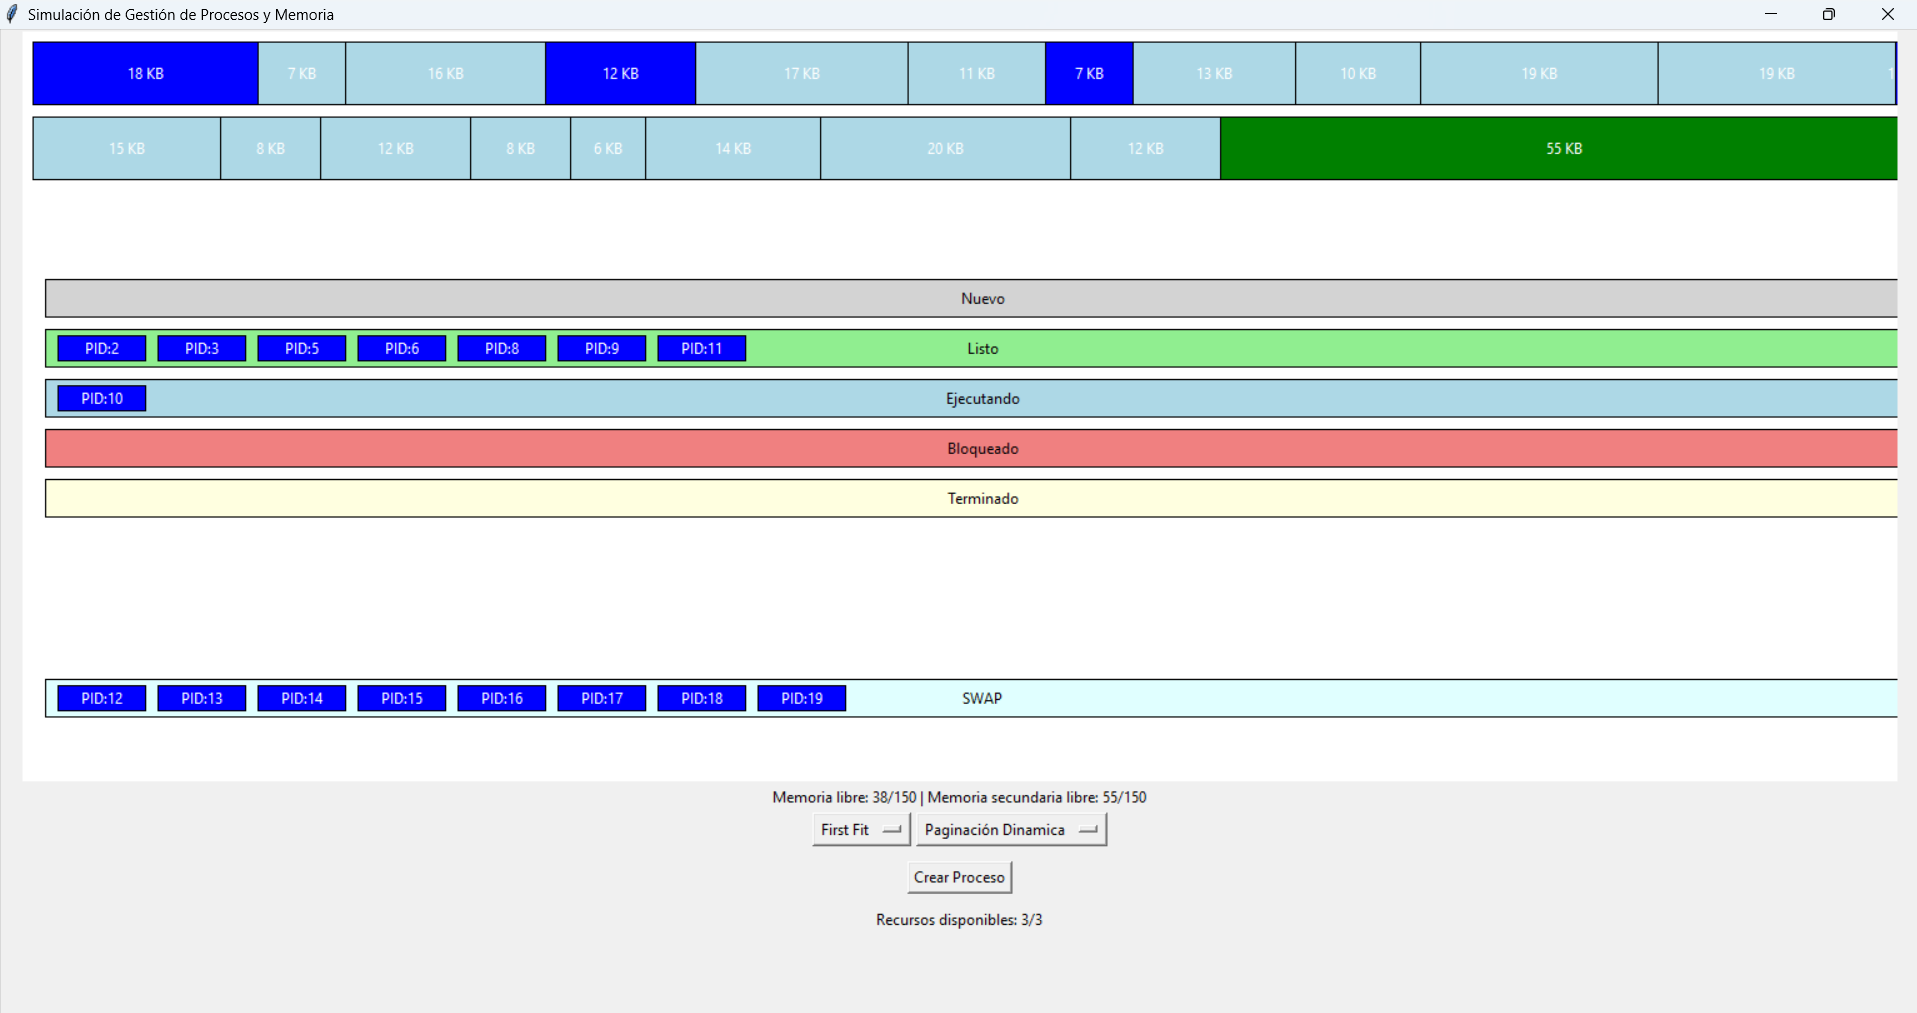 Simulación de Gestión de Procesos y Memoria
18 KB 7 KB 16 KB 12 KB 17 KB 11 KB 7 KB 13 KB 10 KB 19 KB 19 KB 1
15 KB 8 KB 12 KB 8 KB 6 KB 14 KB 20 KB 12 KB 55 KB
Nuevo
PID:2 PID:3 PID:5 PID:6 PID:8 PID:9 PID:11 Listo
PID:10 Ejecutando
Bloqueado
Terminado
PID:12 PID:13 PID:14 PID:15 PID:16 PID:17 PID:18 PID:19 SWAP
Memoria libre: 38/150 | Memoria secundaria libre: 55/150
First Fit Paginación Dinamica
Crear Proceso
Recursos disponibles: 3/3